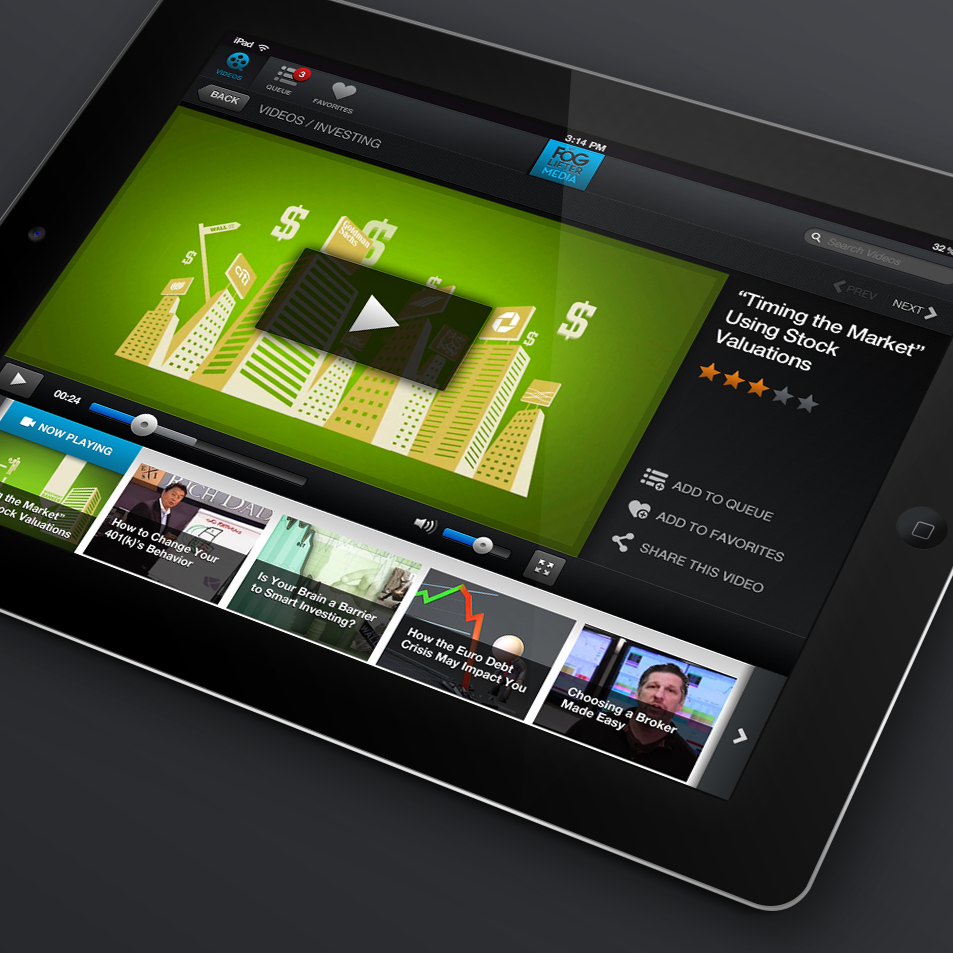 iPad
3:14 PM
32 %
VIDEOS
QUEUE
3
FAVORITES
FOG
LIFTER
MEDIA
Search Videos
BACK
VIDEOS / INVESTING
PREV
NEXT
WALL ST
$
$
Goldman
Sachs
$
citi
$
$
$
$
“Timing the Market”
Using Stock
Valuations
ADD TO QUEUE
ADD TO FAVORITES
SHARE THIS VIDEO
00:24
NOW PLAYING
g the Market”
ock Valuations
RICH DAD
How to Change Your
401(k)'s Behavior
Is Your Brain a Barrier
to Smart Investing?
How the Euro Debt
Crisis May Impact You
Choosing a Broker
Made Easy